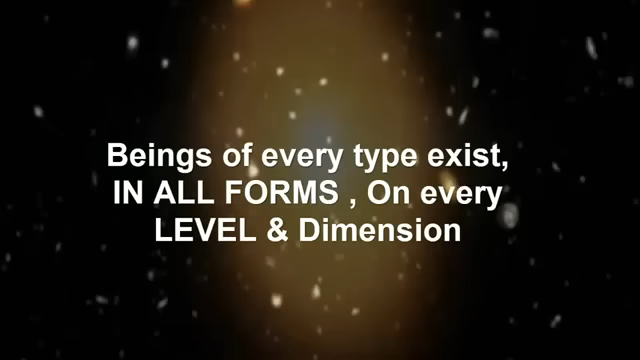 Beings of every type exist,
IN ALL FORMS , On every
LEVEL & Dimension